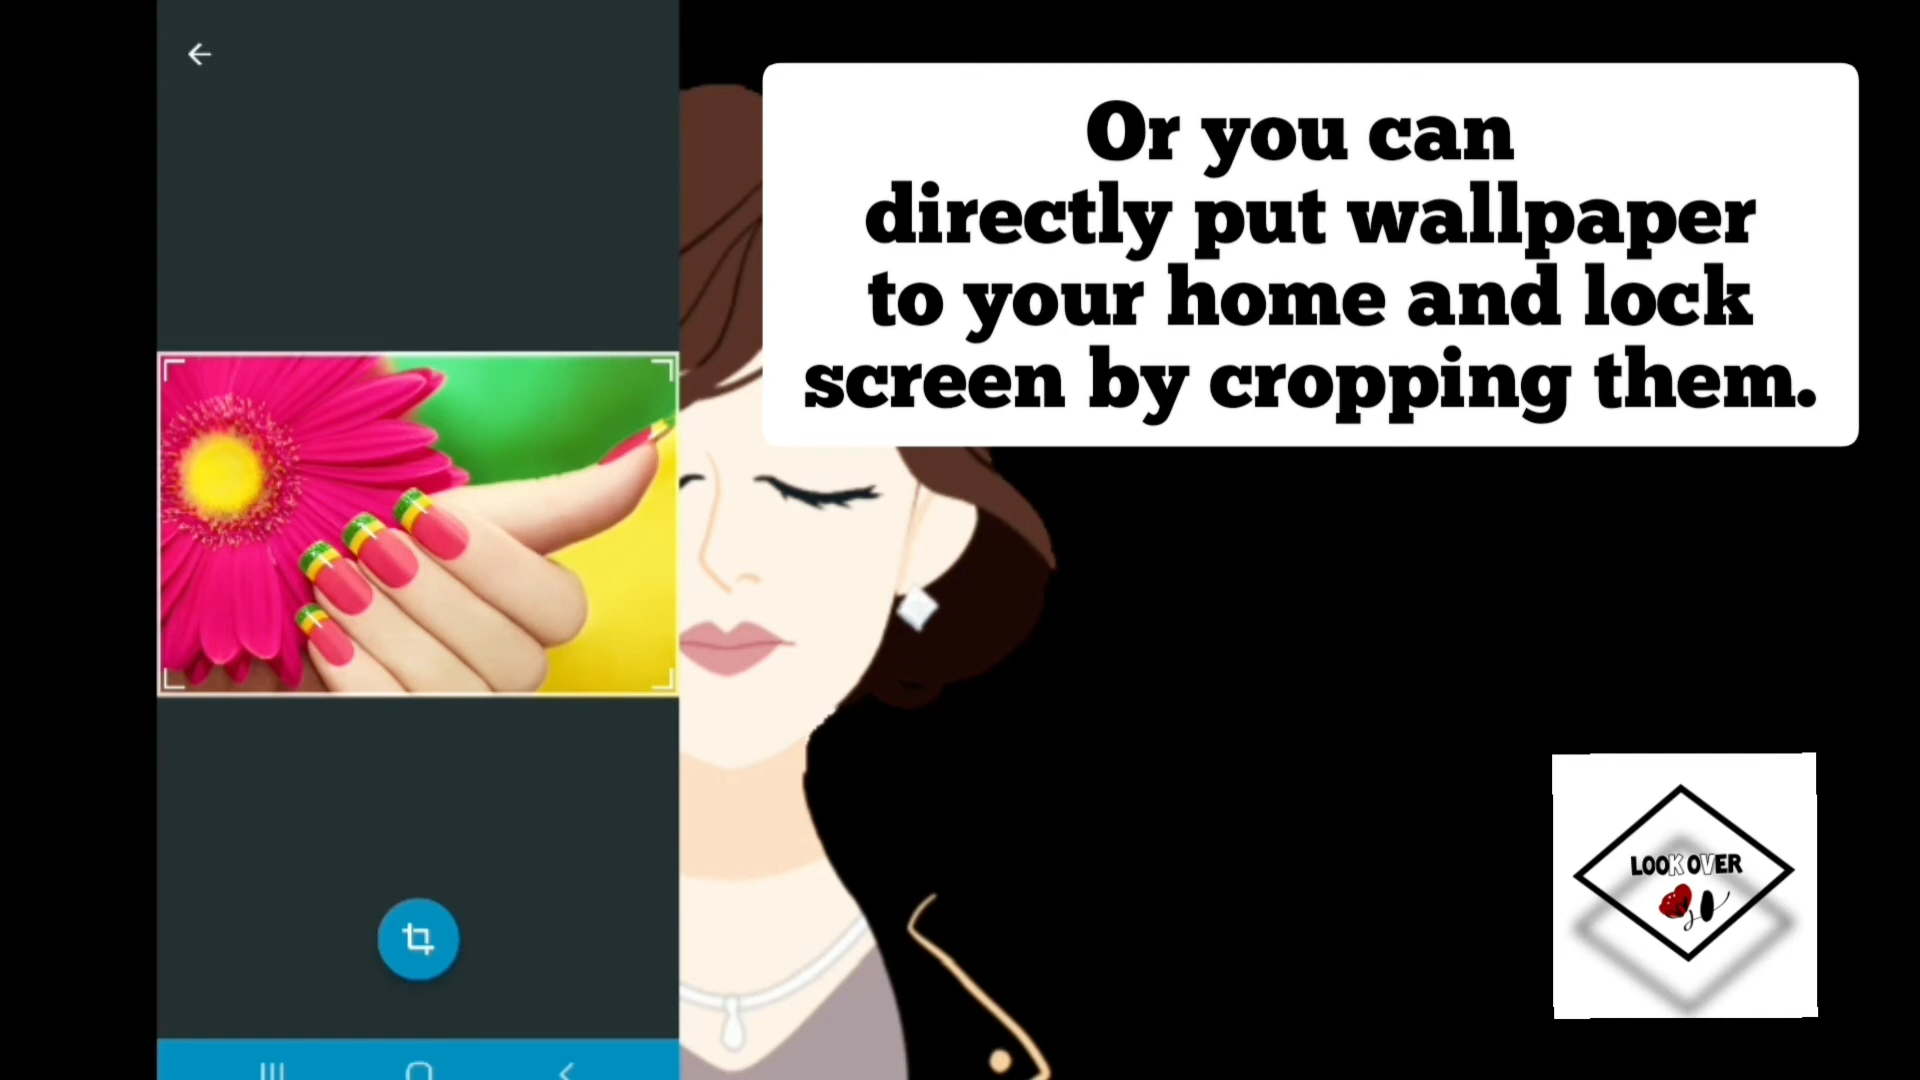 Or you can
directly put wallpaper
to your home and lock
screen by cropping them.
LOOK OVER